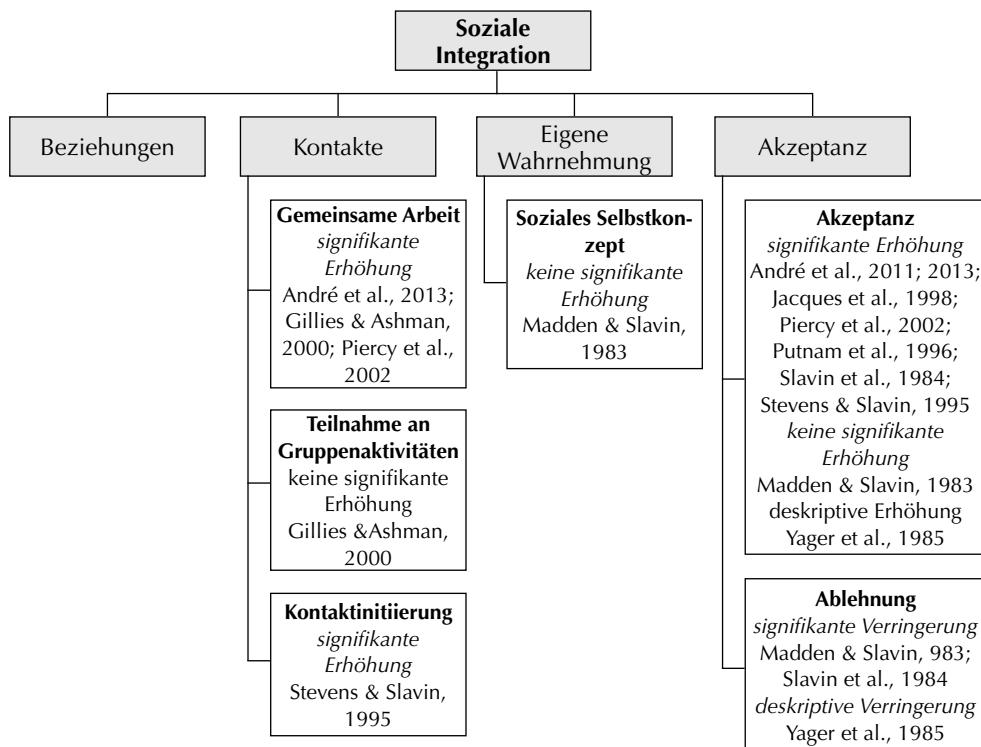 Soziale
Integration
Beziehungen
Kontakte
Eigene
Wahrnehmung
Akzeptanz
Gemeinsame Arbeit
signifikante
Erhöhung
André et al., 2013;
Gillies & Ashman,
2000; Piercy et al.,
2002
Teilnahme an
Gruppenaktivitäten
keine signifikante
Erhöhung
Gillies &Ashman,
2000
Kontaktinitiierung
signifikante
Erhöhung
Stevens & Slavin,
1995
Soziales Selbstkon-
zept
keine signifikante
Erhöhung
Madden & Slavin,
1983
Akzeptanz
signifikante Erhöhung
André et al., 2011; 2013;
Jacques et al., 1998;
Piercy et al., 2002;
Putnam et al., 1996;
Slavin et al., 1984;
Stevens & Slavin, 1995
keine signifikante
Erhöhung
Madden & Slavin, 1983
deskriptive Erhöhung
Yager et al., 1985
Ablehnung
signifikante Verringerung
Madden & Slavin, 983;
Slavin et al., 1984
deskriptive Verringerung
Yager et al., 1985